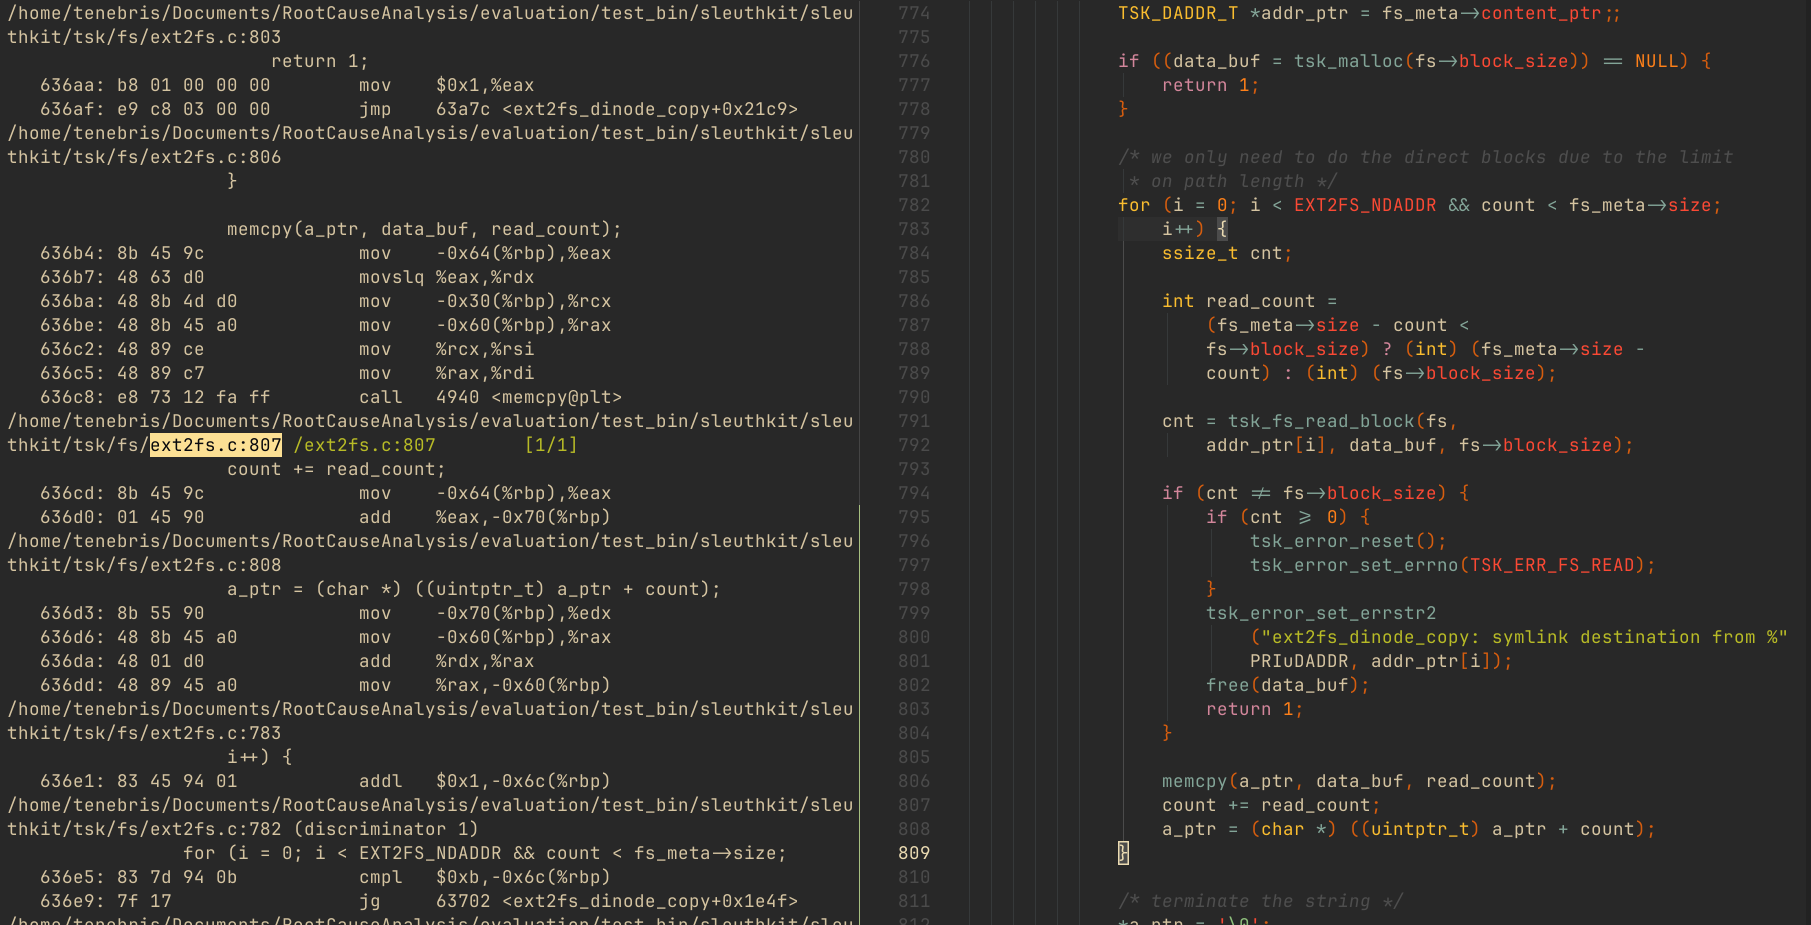 /home/tenebris/Documents/RootCauseAnalysis/evaluation/test_bin/sleuthkit/sleu
thkit/tsk/fs/ext2fs.c:803
return 1;
636aa: b8 01 00 00 00 mov $0x1,%eax
636af: e9 c8 03 00 00 jmp 63a7c <ext2fs_dinode_copy+0x21c9>
/home/tenebris/Documents/RootCauseAnalysis/evaluation/test_bin/sleuthkit/sleu
thkit/tsk/fs/ext2fs.c:806
}
memcpy(a_ptr, data_buf, read_count);
636b4: 8b 45 9c mov -0x64(%rbp),%eax
636b7: 48 63 d0 movslq %eax,%rdx
636ba: 48 8b 4d d0 mov -0x30(%rbp),%rcx
636be: 48 8b 45 a0 mov -0x60(%rbp),%rax
636c2: 48 89 ce mov %rcx,%rsi
636c5: 48 89 c7 mov %rax,%rdi
636c8: e8 73 12 fa ff call 4940 <memcpy@plt>
/home/tenebris/Documents/RootCauseAnalysis/evaluation/test_bin/sleuthkit/sleu
thkit/tsk/fs/ext2fs.c:807 /ext2fs.c:807 [1/1]
count += read_count;
636cd: 8b 45 9c mov -0x64(%rbp),%eax
636d0: 01 45 90 add %eax,-0x70(%rbp)
/home/tenebris/Documents/RootCauseAnalysis/evaluation/test_bin/sleuthkit/sleu
thkit/tsk/fs/ext2fs.c:808
a_ptr = (char *) ((uintptr_t) a_ptr + count);
636d3: 8b 55 90 mov -0x70(%rbp),%edx
636d6: 48 8b 45 a0 mov -0x60(%rbp),%rax
636da: 48 01 d0 add %rdx,%rax
636dd: 48 89 45 a0 mov %rax,-0x60(%rbp)
/home/tenebris/Documents/RootCauseAnalysis/evaluation/test_bin/sleuthkit/sleu
thkit/tsk/fs/ext2fs.c:783
i++) {
636e1: 83 45 94 01 addl $0x1,-0x6c(%rbp)
/home/tenebris/Documents/RootCauseAnalysis/evaluation/test_bin/sleuthkit/sleu
thkit/tsk/fs/ext2fs.c:782 (discriminator 1)
for (i = 0; i < EXT2FS_NDADDR && count < fs_meta->size;
636e5: 83 7d 94 0b cmpl $0xb,-0x6c(%rbp)
636e9: 7f 17 jg 63702 <ext2fs_dinode_copy+0x1e4f>
/home/tenebris/Documents/RootCauseAnalysis/evaluation/test_bin/sleuthkit/sleu
774 TSK_DADDR_T *addr_ptr = fs_meta->content_ptr;;
775
776 if ((data_buf = tsk_malloc(fs->block_size)) == NULL) {
777 return 1;
778 }
779
780 /* we only need to do the direct blocks due to the limit
781 * on path length */
782 for (i = 0; i < EXT2FS_NDADDR && count < fs_meta->size;
783 i++) {
784 ssize_t cnt;
785
786 int read_count =
787 (fs_meta->size - count <
788 fs->block_size) ? (int) (fs_meta->size -
789 count) : (int) (fs->block_size);
790
791 cnt = tsk_fs_read_block(fs,
792 addr_ptr[i], data_buf, fs->block_size);
793
794 if (cnt != fs->block_size) {
795 if (cnt >= 0) {
796 tsk_error_reset();
797 tsk_error_set_errno(TSK_ERR_FS_READ);
798 }
799 tsk_error_set_errstr2
800 ("ext2fs_dinode_copy: symlink destination from %"
801 PRIuDADDR, addr_ptr[i]);
802 free(data_buf);
803 return 1;
804 }
805
806 memcpy(a_ptr, data_buf, read_count);
807 count += read_count;
808 a_ptr = (char *) ((uintptr_t) a_ptr + count);
809 }
810
811 /* terminate the string */
812 *a_ptr = '\0';